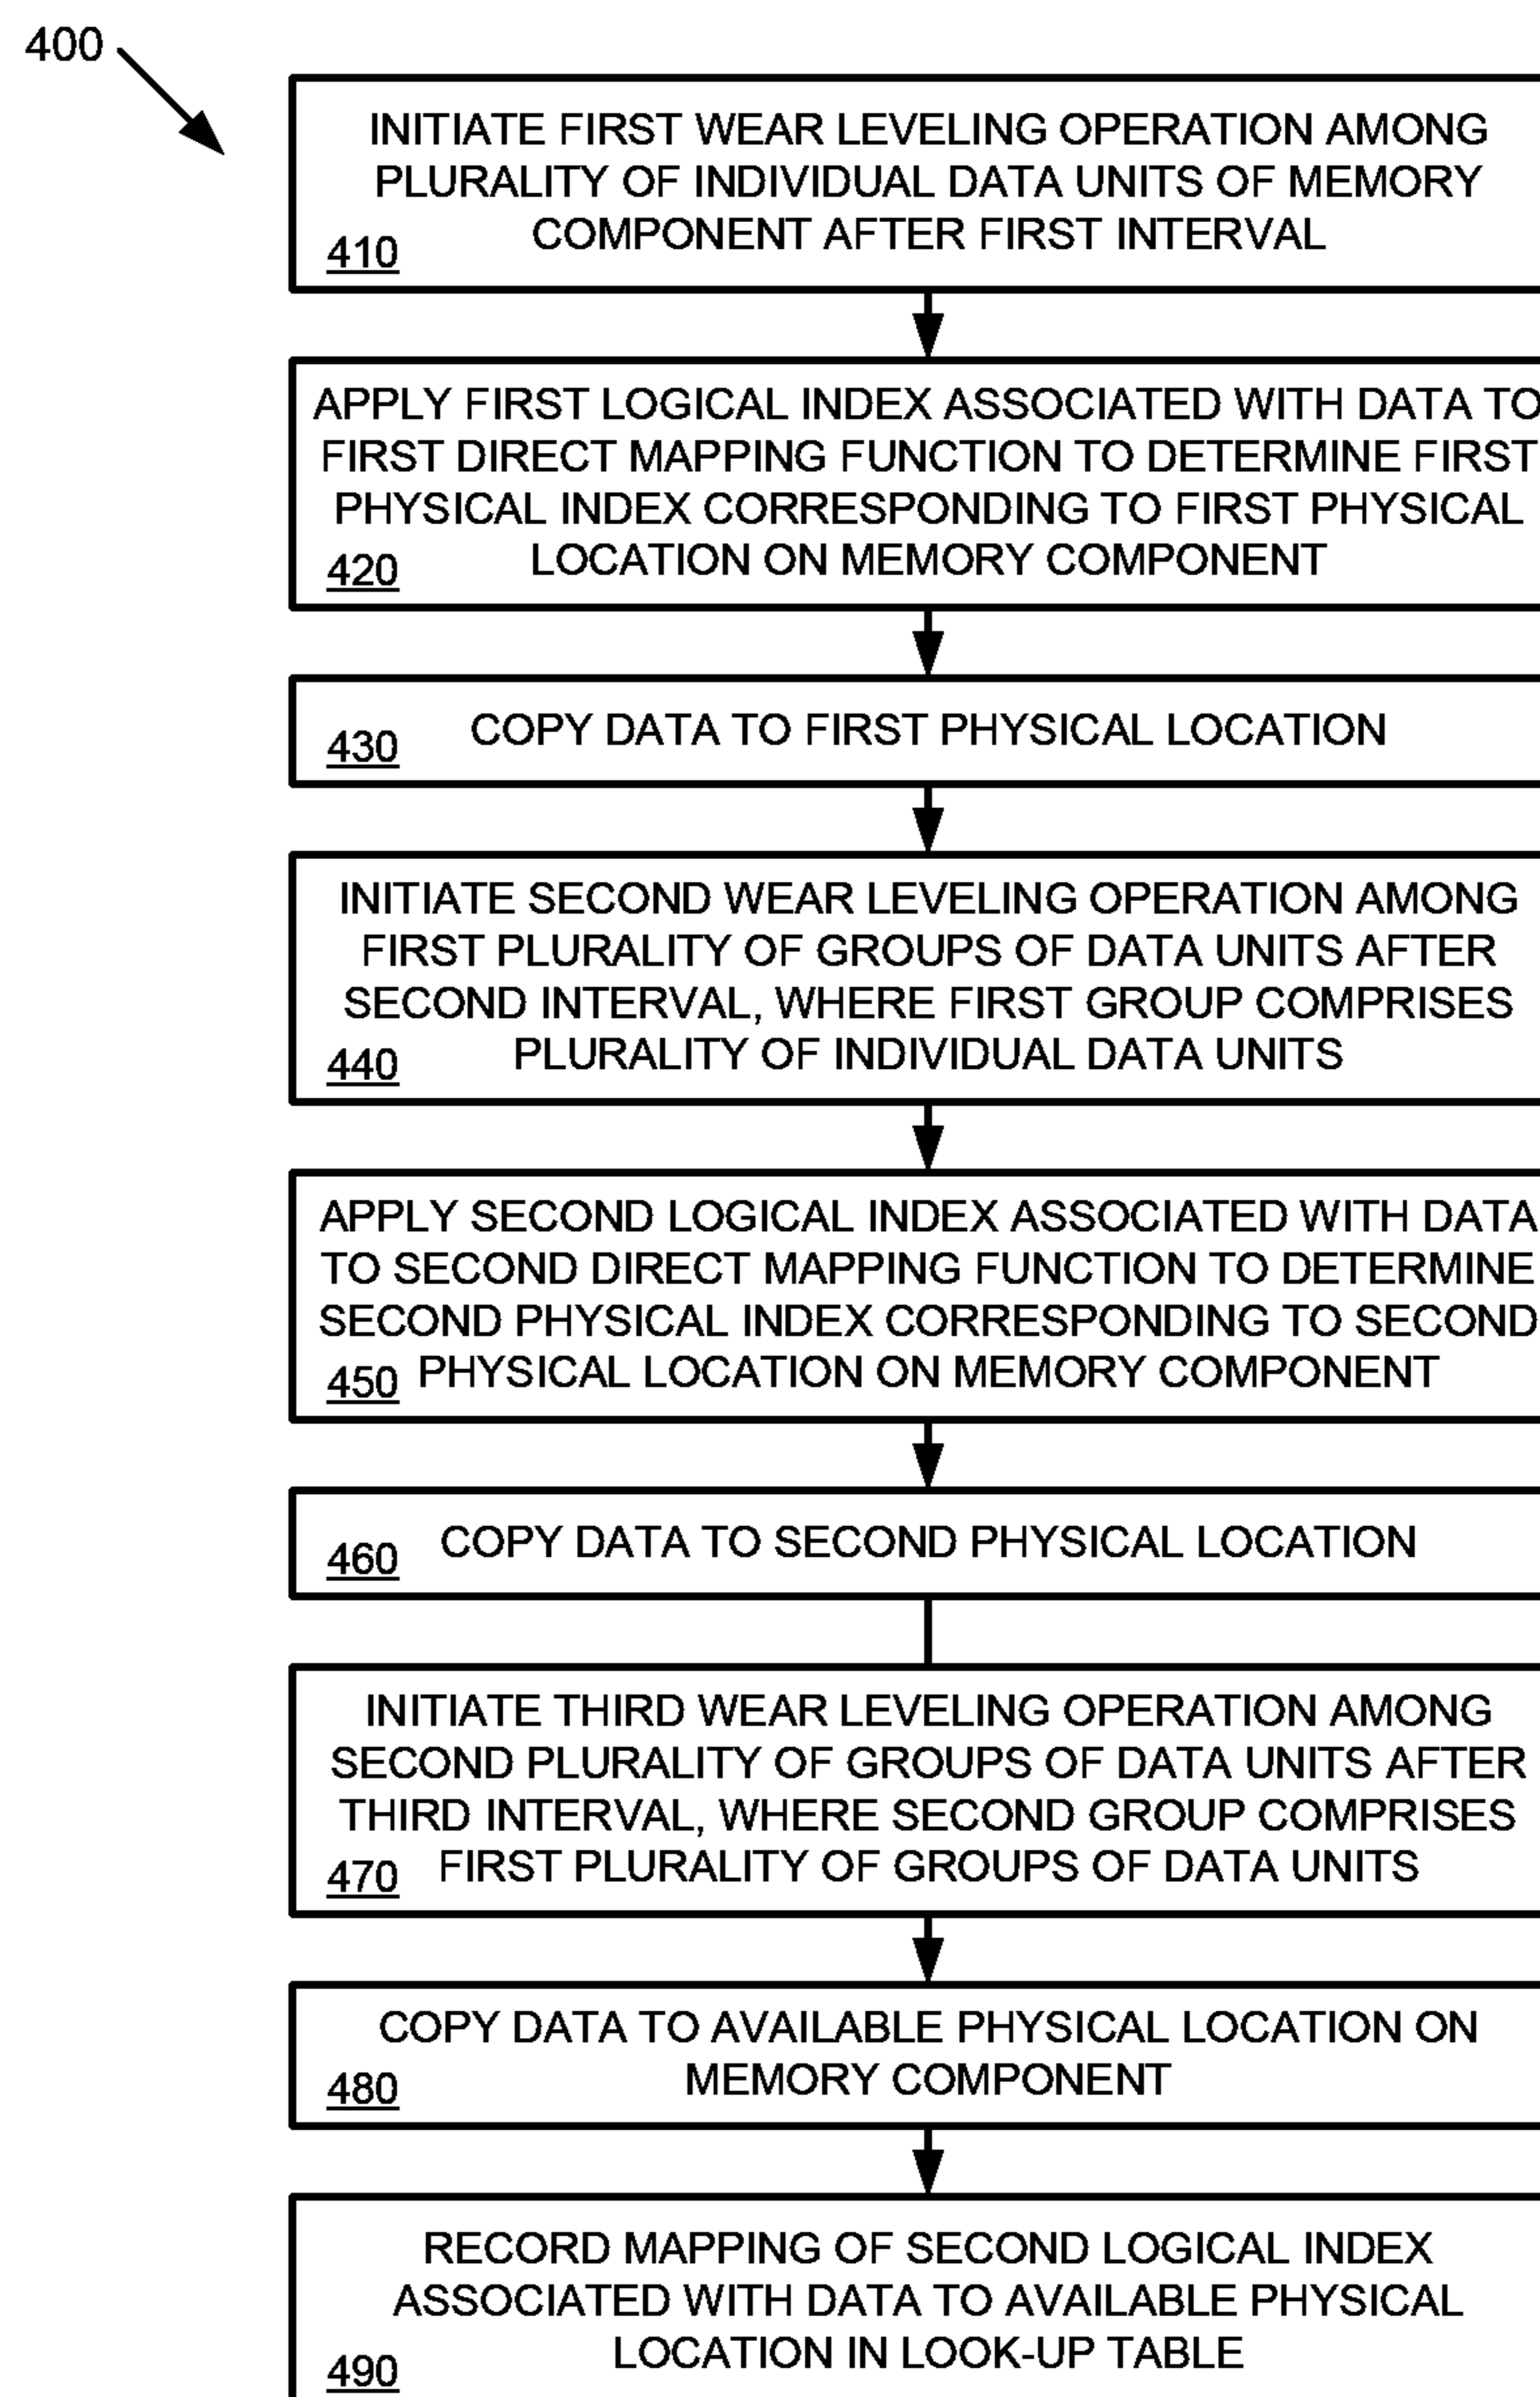 400
INITIATE FIRST WEAR LEVELING OPERATION AMONG
PLURALITY OF INDIVIDUAL DATA UNITS OF MEMORY
COMPONENT AFTER FIRST INTERVAL
410
APPLY FIRST LOGICAL INDEX ASSOCIATED WITH DATA TO
FIRST DIRECT MAPPING FUNCTION TO DETERMINE FIRST
PHYSICAL INDEX CORRESPONDING TO FIRST PHYSICAL
LOCATION ON MEMORY COMPONENT
420
COPY DATA TO FIRST PHYSICAL LOCATION
430
INITIATE SECOND WEAR LEVELING OPERATION AMONG
FIRST PLURALITY OF GROUPS OF DATA UNITS AFTER
SECOND INTERVAL, WHERE FIRST GROUP COMPRISES
PLURALITY OF INDIVIDUAL DATA UNITS
440
APPLY SECOND LOGICAL INDEX ASSOCIATED WITH DATA
TO SECOND DIRECT MAPPING FUNCTION TO DETERMINE
SECOND PHYSICAL INDEX CORRESPONDING TO SECOND
PHYSICAL LOCATION ON MEMORY COMPONENT
450
COPY DATA TO SECOND PHYSICAL LOCATION
460
INITIATE THIRD WEAR LEVELING OPERATION AMONG
SECOND PLURALITY OF GROUPS OF DATA UNITS AFTER
THIRD INTERVAL, WHERE SECOND GROUP COMPRISES
FIRST PLURALITY OF GROUPS OF DATA UNITS
470
COPY DATA TO AVAILABLE PHYSICAL LOCATION ON
MEMORY COMPONENT
480
RECORD MAPPING OF SECOND LOGICAL INDEX
ASSOCIATED WITH DATA TO AVAILABLE PHYSICAL
LOCATION IN LOOK-UP TABLE
490